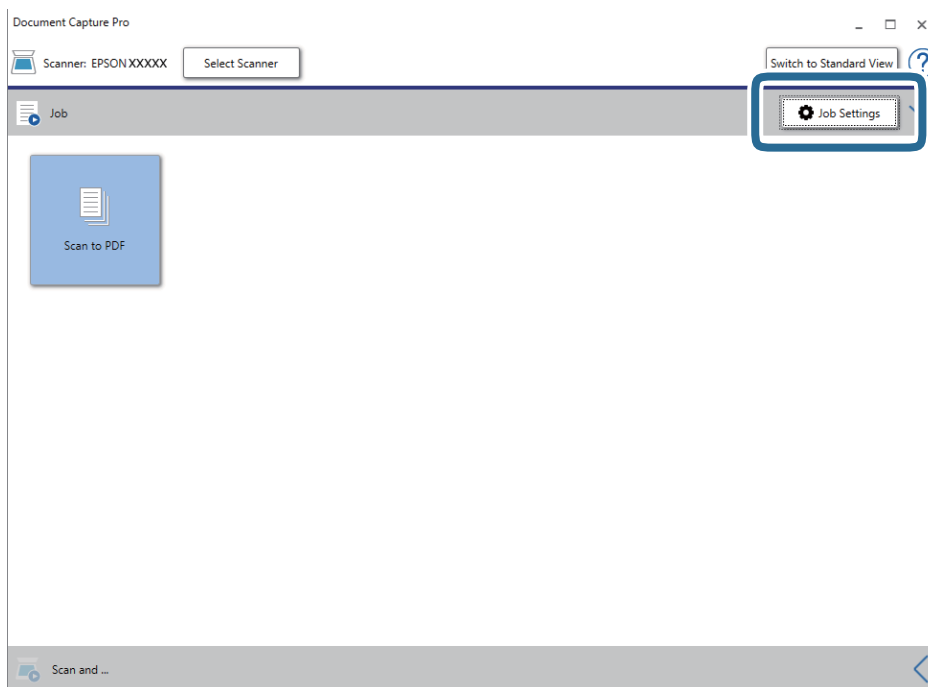 Document Capture Pro
Scanner: EPSON XXXXX Select Scanner Switch to Standard View ?
Job Job Settings
Scan to PDF
Scan and ...